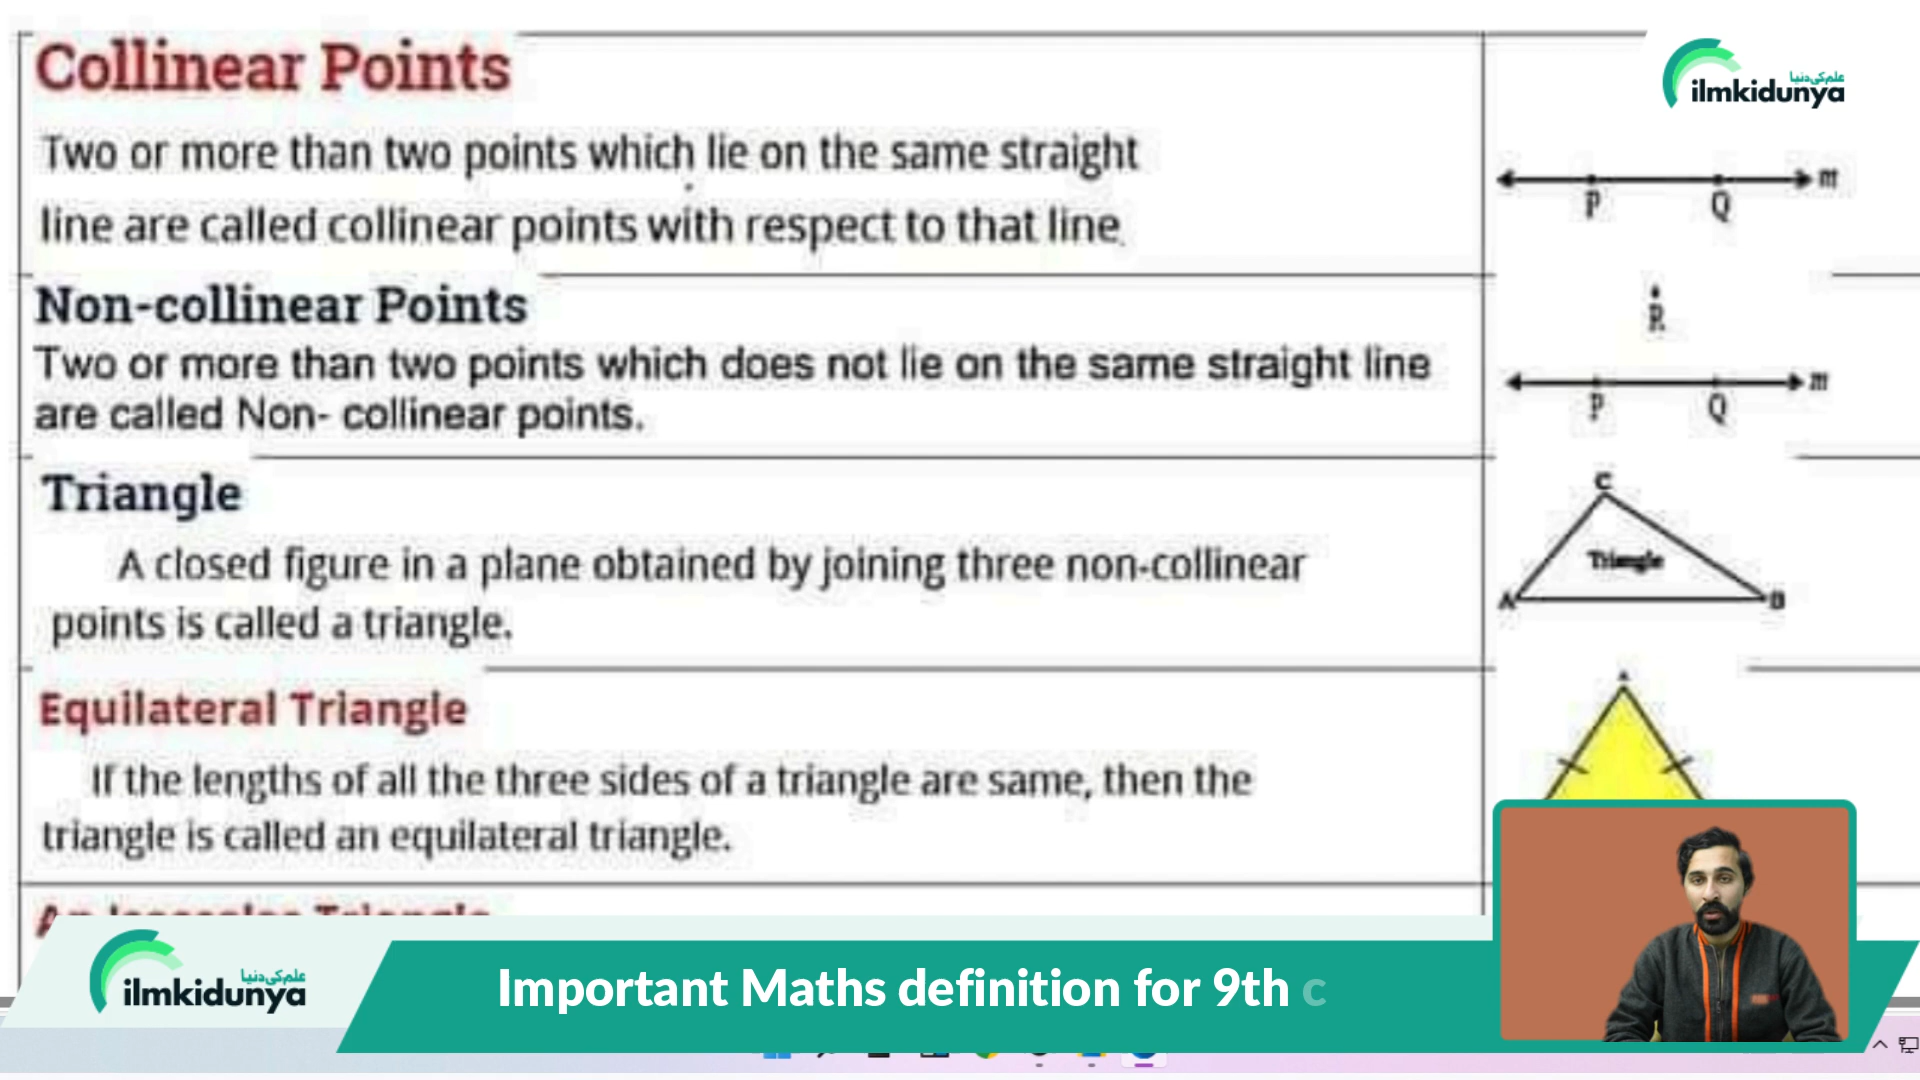 Collinear Points
علم کی دنیا
ilmkidunya
Two or more than two points which lie on the same straight
line are called collinear points with respect to that line
m
P Q
Non-collinear Points
R
Two or more than two points which does not lie on the same straight line
are called Non- collinear points.
m
P Q
Triangle
C
A closed figure in a plane obtained by joining three non-collinear
points is called a triangle.
Triangle
A B
Equilateral Triangle
A
If the lengths of all the three sides of a triangle are same, then the
triangle is called an equilateral triangle.
علم کی دنیا
ilmkidunya
Important Maths definition for 9th c